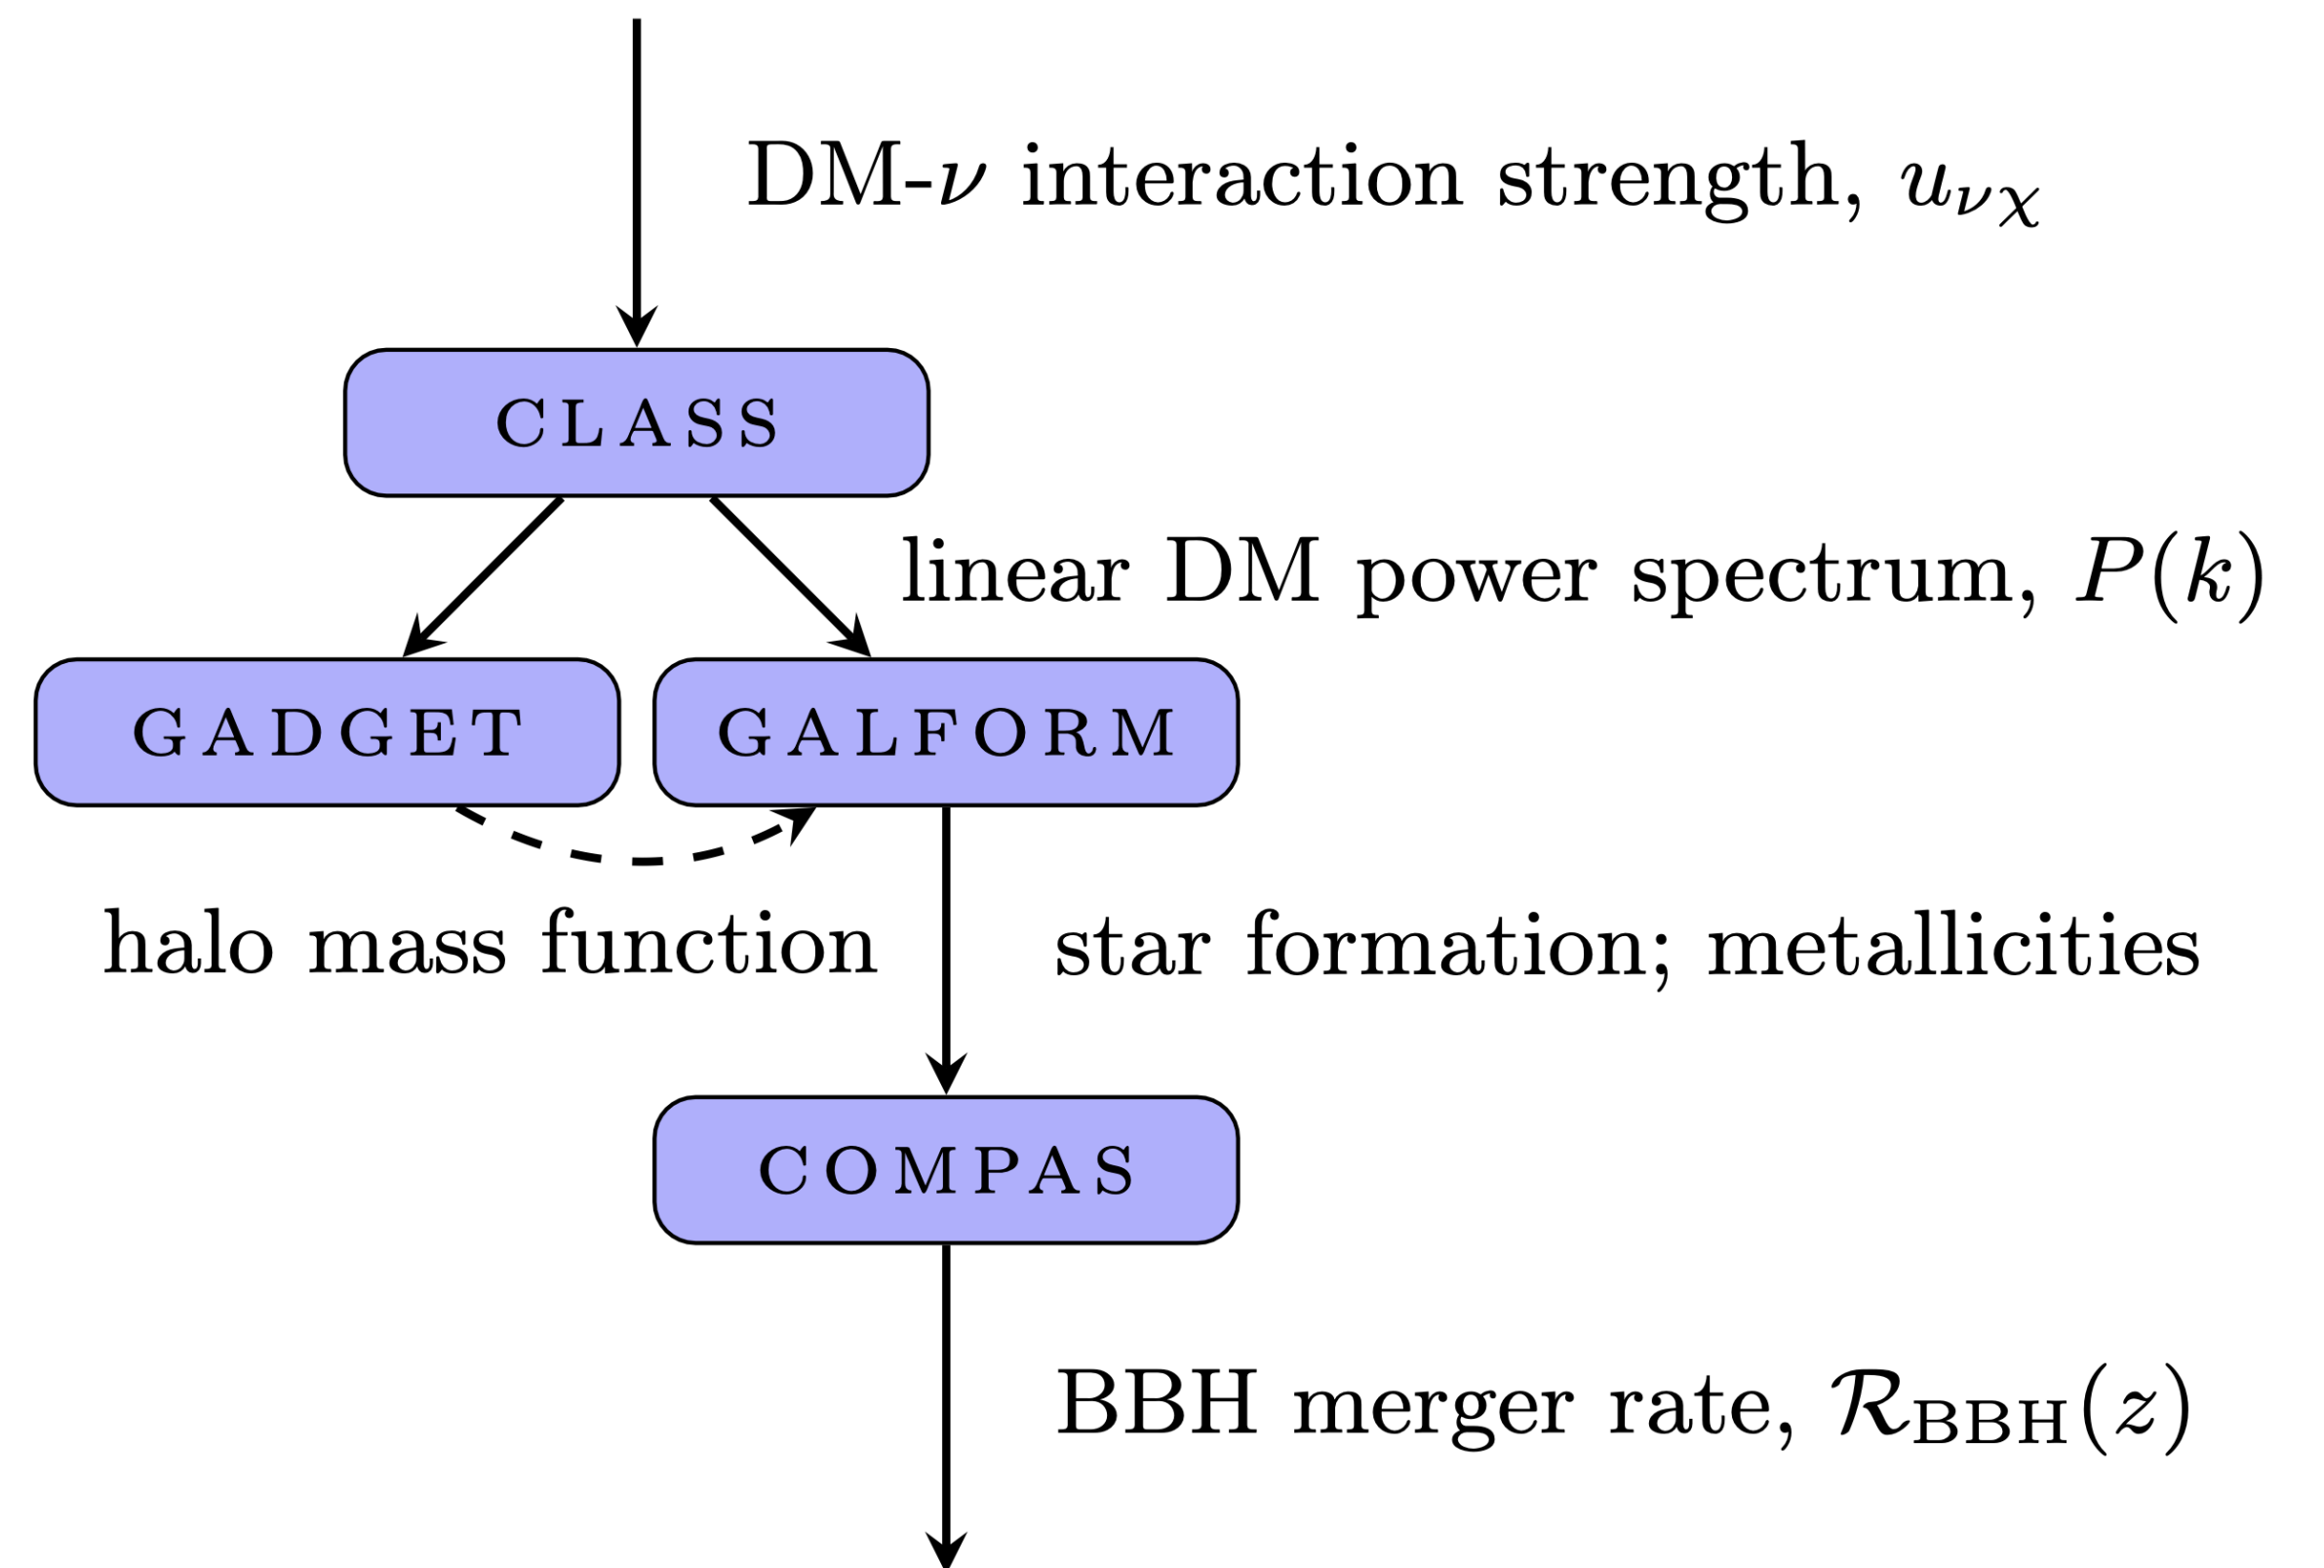 DM-ν interaction strength, u_νχ
CLASS
linear DM power spectrum, P(k)
GADGET
GALFORM
halo mass function
star formation; metallicities
COMPAS
BBH merger rate, ℛ_BBH(z)